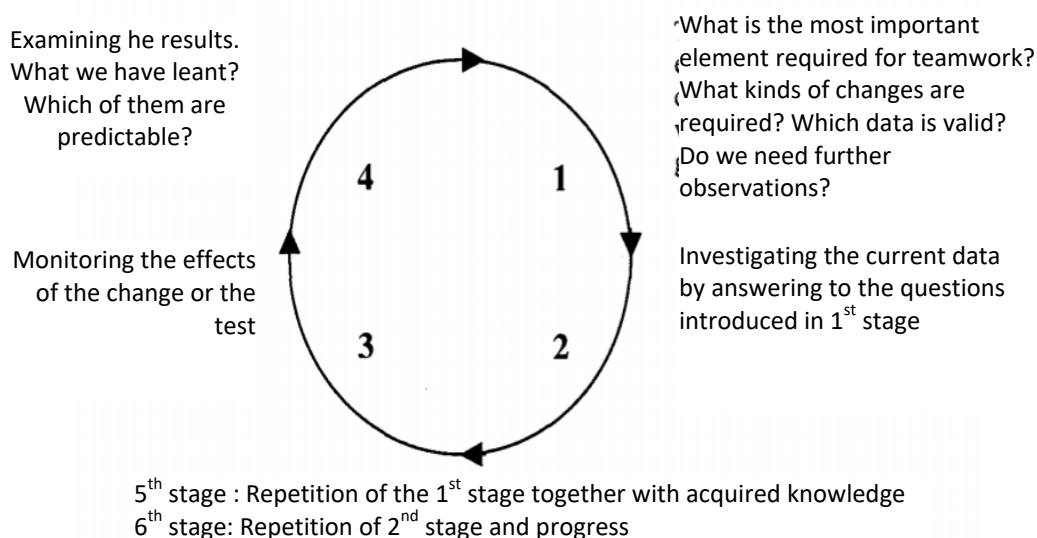 Examining he results.
What we have leant?
Which of them are
predictable?
What is the most important
element required for teamwork?
What kinds of changes are
required? Which data is valid?
Do we need further
observations?
4
1
Monitoring the effects
of the change or the
test
Investigating the current data
by answering to the questions
introduced in 1st stage
3
2
5th stage : Repetition of the 1st stage together with acquired knowledge
6th stage: Repetition of 2nd stage and progress